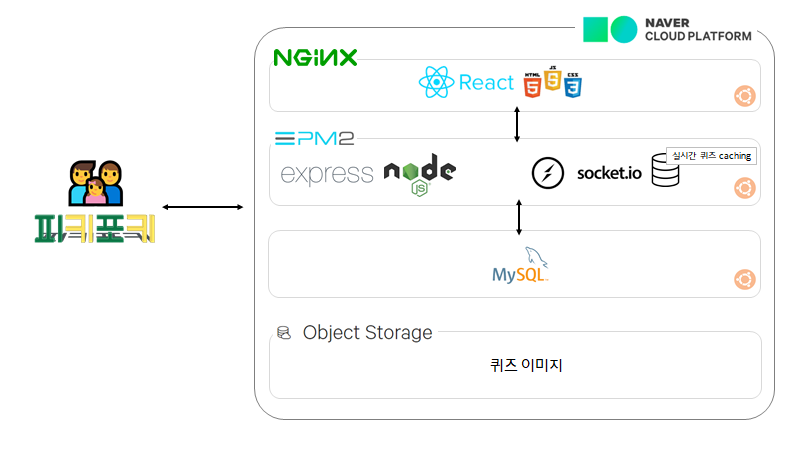 NAVER
CLOUD PLATFORM
NGINX
React
HTML
5
JS
5
CSS
3
PM2
express
node
JS
socket.io
실시간 퀴즈 caching
피키포키
MySQL
Object Storage
퀴즈 이미지